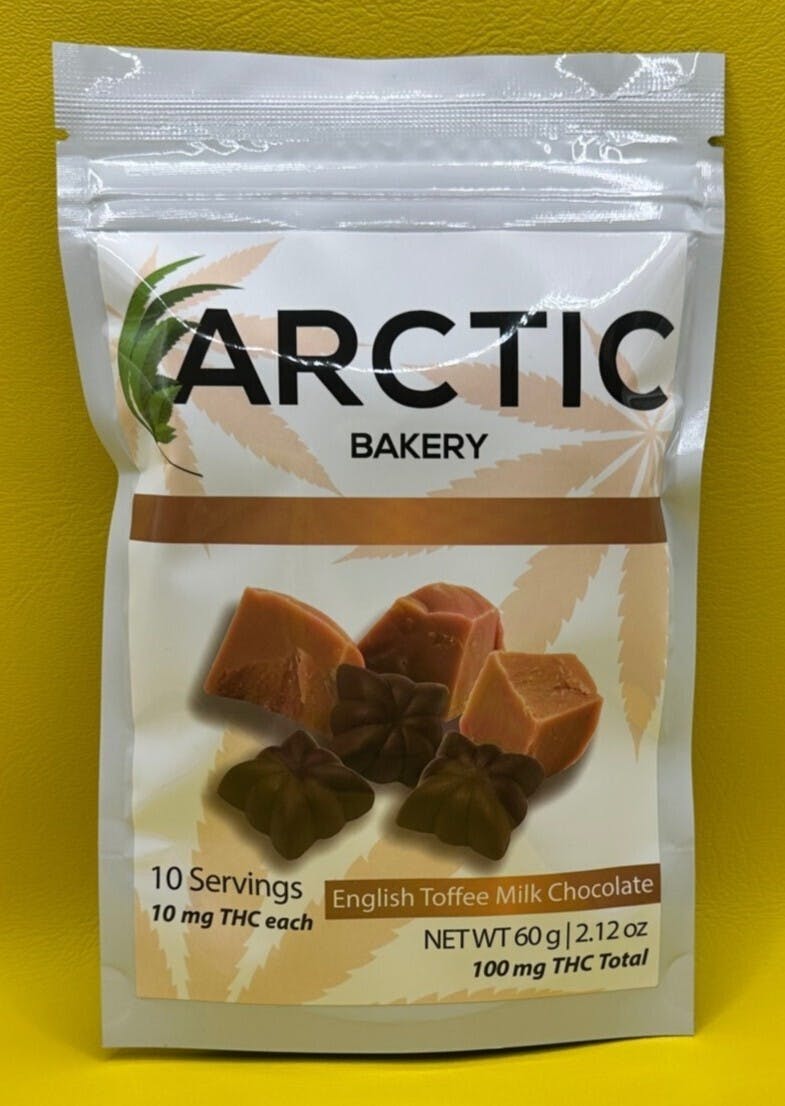 ARCTIC
BAKERY
10 Servings
10 mg THC each
English Toffee Milk Chocolate
NET WT 60 g | 2.12 oz
100 mg THC Total